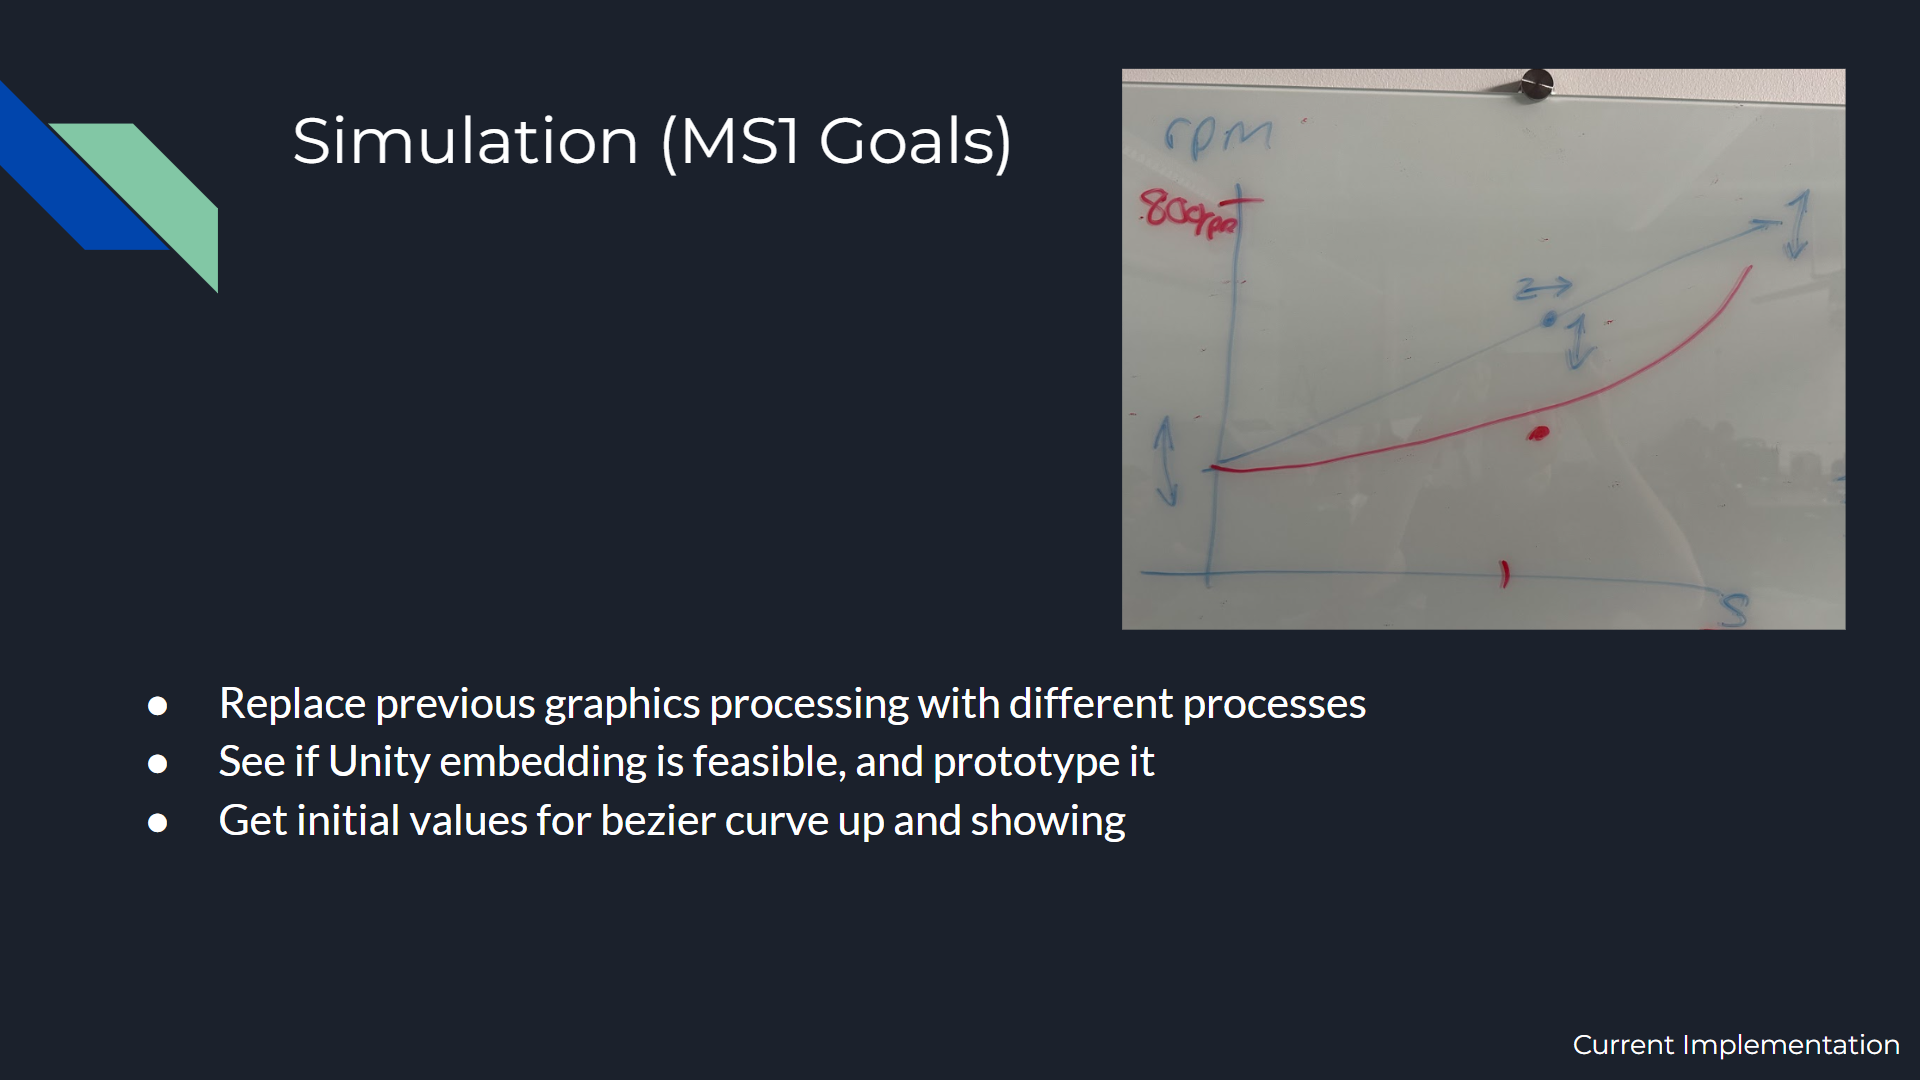 Simulation (MS1 Goals)
rpm
800rpm
2
S
● Replace previous graphics processing with different processes
● See if Unity embedding is feasible, and prototype it
● Get initial values for bezier curve up and showing
Current Implementation